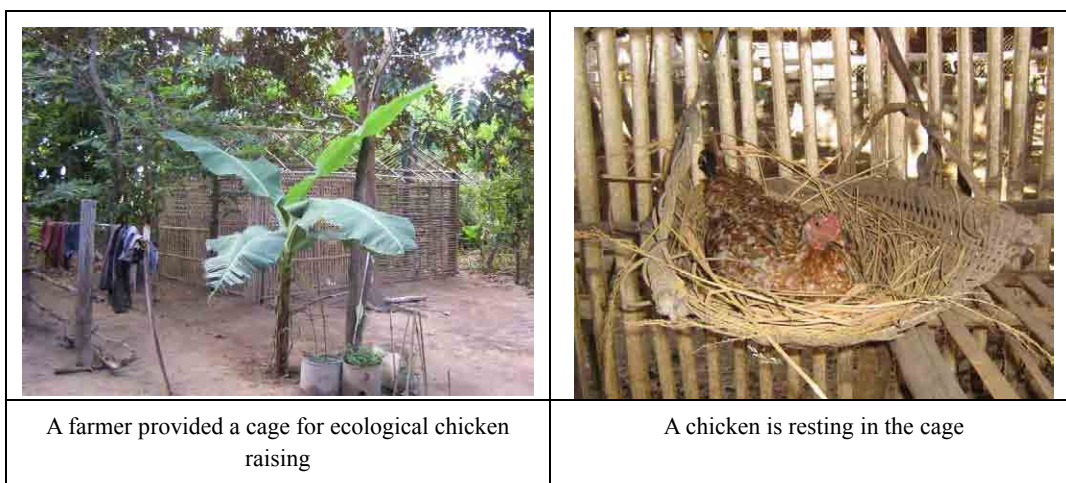 A farmer provided a cage for ecological chicken
raising
A chicken is resting in the cage